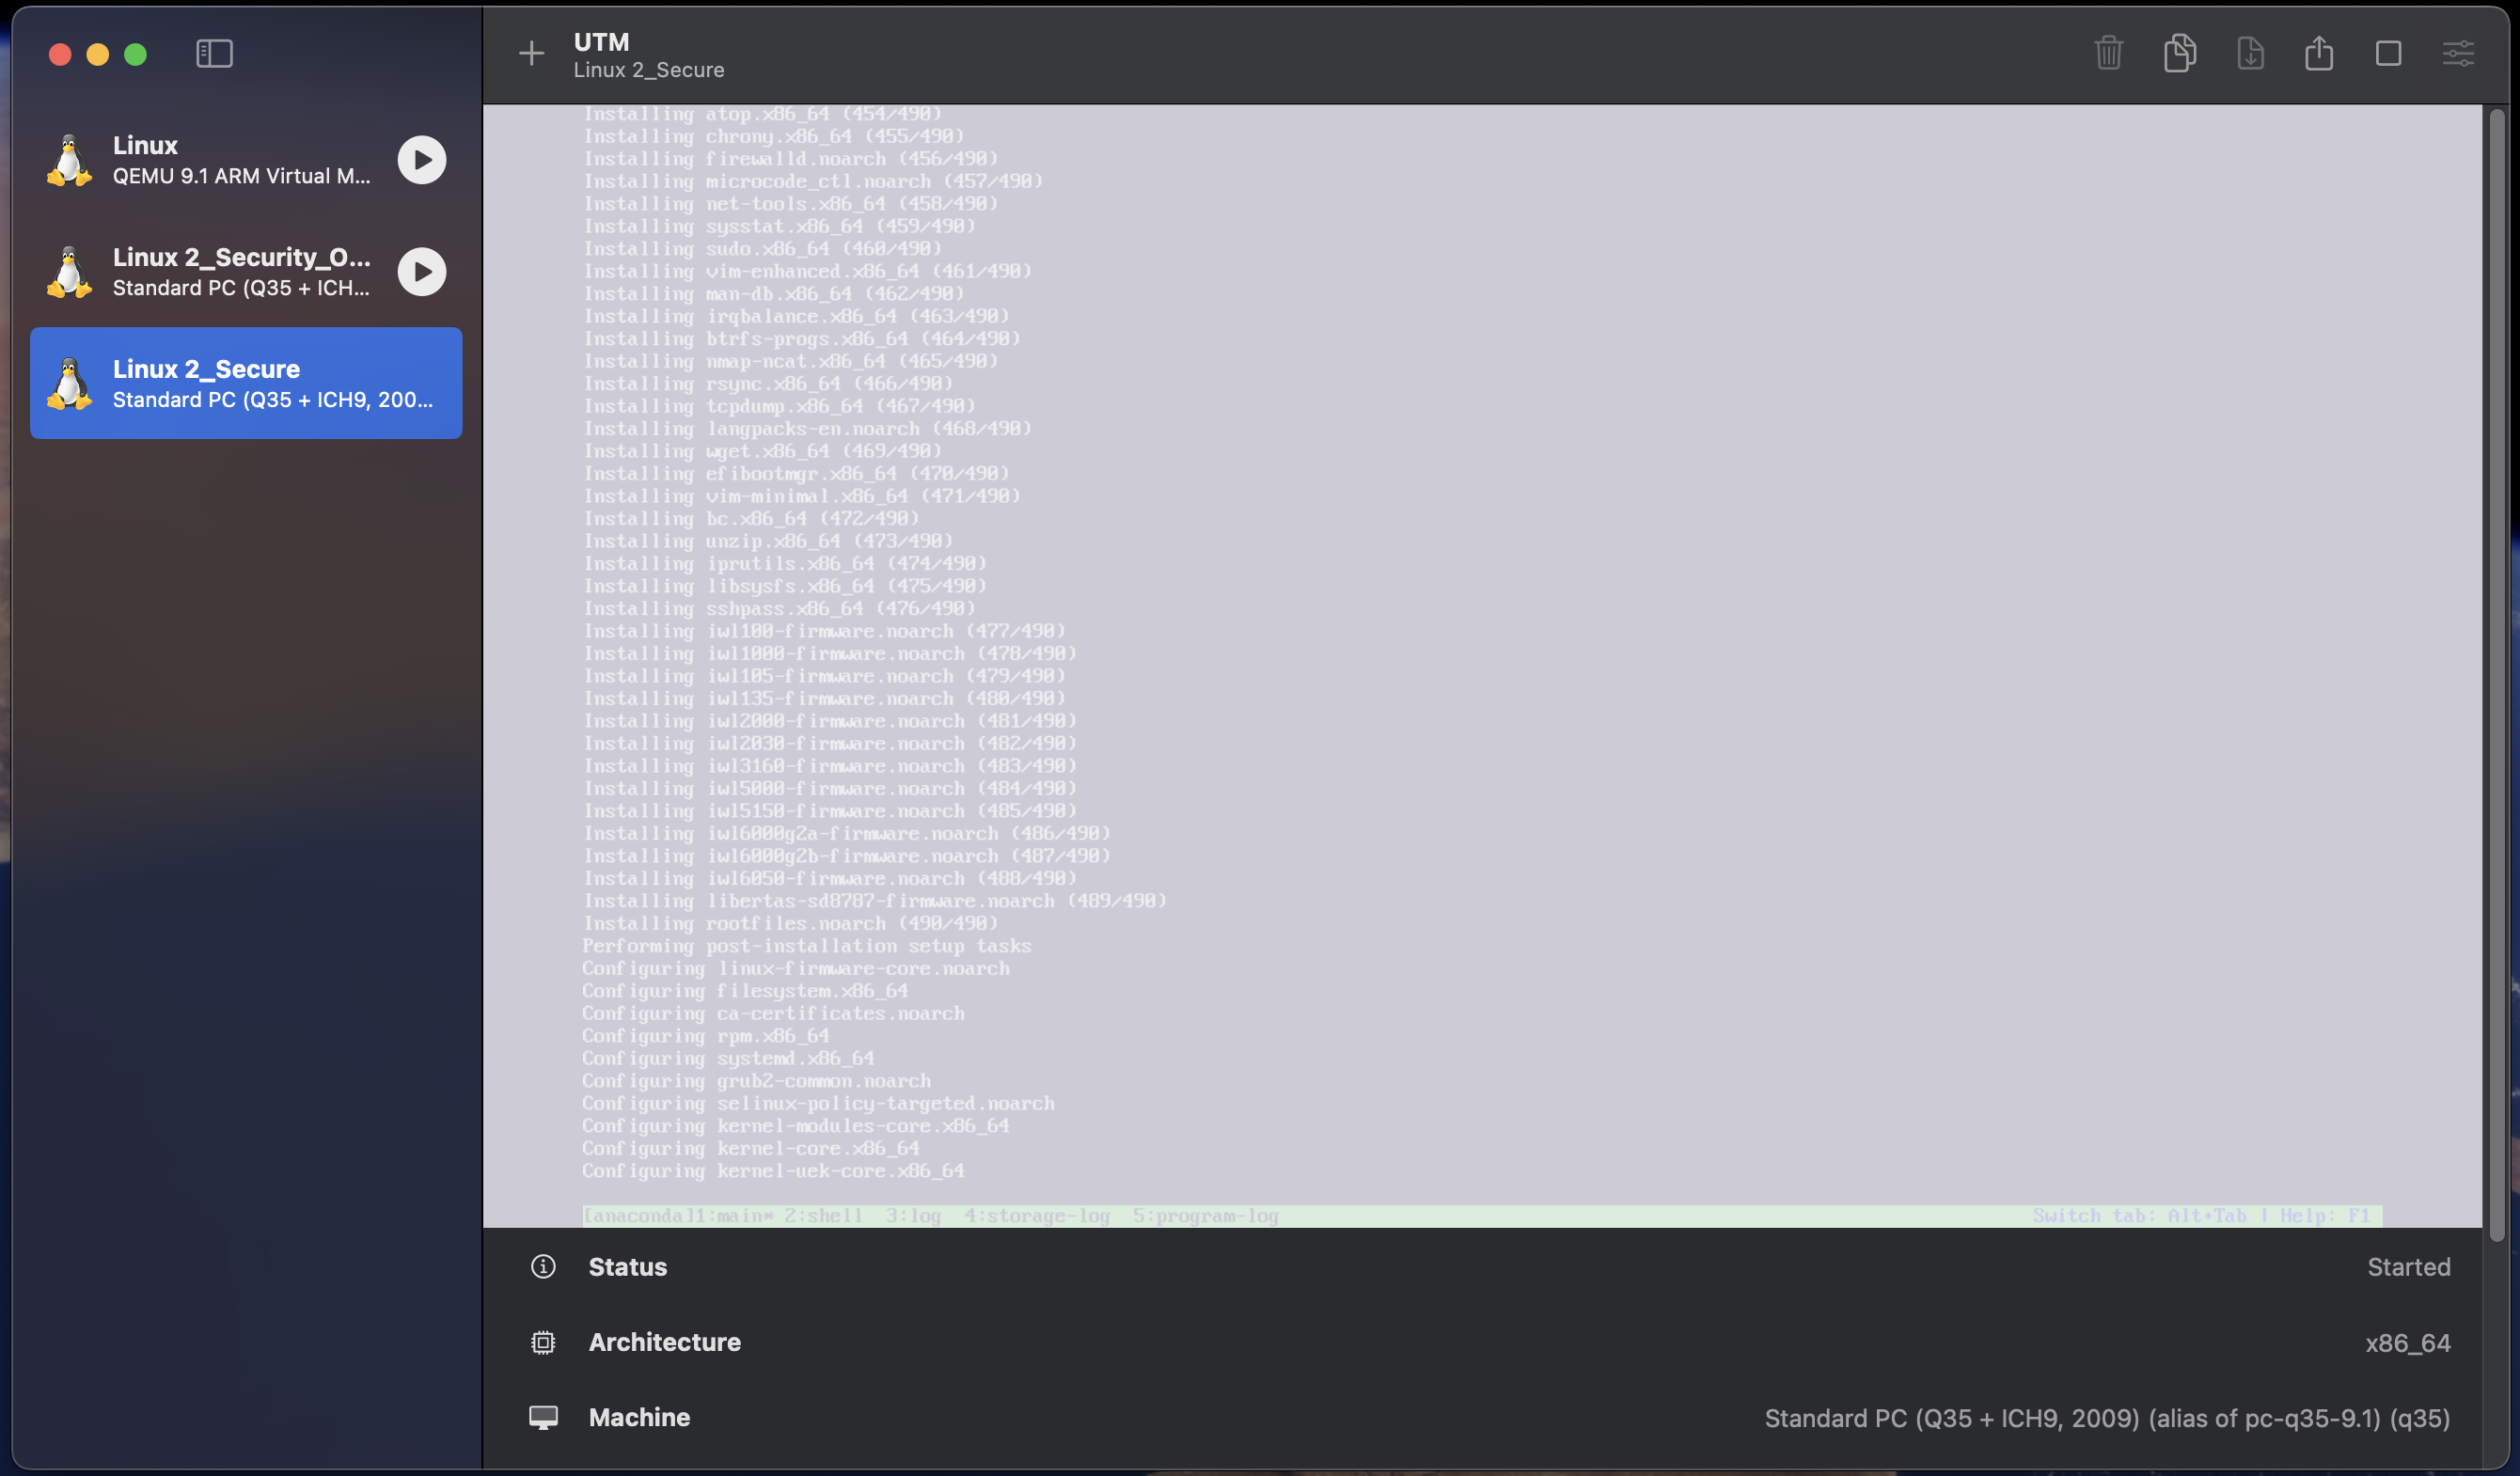 UTM
Linux 2_Secure
Linux
QEMU 9.1 ARM Virtual M...
Linux 2_Security_O...
Standard PC (Q35 + ICH...
Linux 2_Secure
Standard PC (Q35 + ICH9, 200...
Installing atop.x86_64 (454/490)
Installing chrony.x86_64 (455/490)
Installing firewalld.noarch (456/490)
Installing microcode_ctl.noarch (457/490)
Installing net-tools.x86_64 (458/490)
Installing sysstat.x86_64 (459/490)
Installing sudo.x86_64 (460/490)
Installing vim-enhanced.x86_64 (461/490)
Installing man-db.x86_64 (462/490)
Installing irqbalance.x86_64 (463/490)
Installing btrfs-progs.x86_64 (464/490)
Installing nmap-ncat.x86_64 (465/490)
Installing rsync.x86_64 (466/490)
Installing tcpdump.x86_64 (467/490)
Installing langpacks-en.noarch (468/490)
Installing wget.x86_64 (469/490)
Installing efibootmgr.x86_64 (470/490)
Installing vim-minimal.x86_64 (471/490)
Installing bc.x86_64 (472/490)
Installing unzip.x86_64 (473/490)
Installing iprutils.x86_64 (474/490)
Installing libsysfs.x86_64 (475/490)
Installing sshpass.x86_64 (476/490)
Installing iwl100-firmware.noarch (477/490)
Installing iwl1000-firmware.noarch (478/490)
Installing iwl105-firmware.noarch (479/490)
Installing iwl135-firmware.noarch (480/490)
Installing iwl2000-firmware.noarch (481/490)
Installing iwl2030-firmware.noarch (482/490)
Installing iwl3160-firmware.noarch (483/490)
Installing iwl5000-firmware.noarch (484/490)
Installing iwl5150-firmware.noarch (485/490)
Installing iwl6000g2a-firmware.noarch (486/490)
Installing iwl6000g2b-firmware.noarch (487/490)
Installing iwl6050-firmware.noarch (488/490)
Installing libertas-sd8787-firmware.noarch (489/490)
Installing rootfiles.noarch (490/490)
Performing post-installation setup tasks
Configuring linux-firmware-core.noarch
Configuring filesystem.x86_64
Configuring ca-certificates.noarch
Configuring rpm.x86_64
Configuring systemd.x86_64
Configuring grub2-common.noarch
Configuring selinux-policy-targeted.noarch
Configuring kernel-modules-core.x86_64
Configuring kernel-core.x86_64
Configuring kernel-uek-core.x86_64
[anaconda]1:main* 2:shell  3:log  4:storage-log  5:program-log Switch tab: Alt+Tab | Help: F1
Status Started
Architecture x86_64
Machine Standard PC (Q35 + ICH9, 2009) (alias of pc-q35-9.1) (q35)